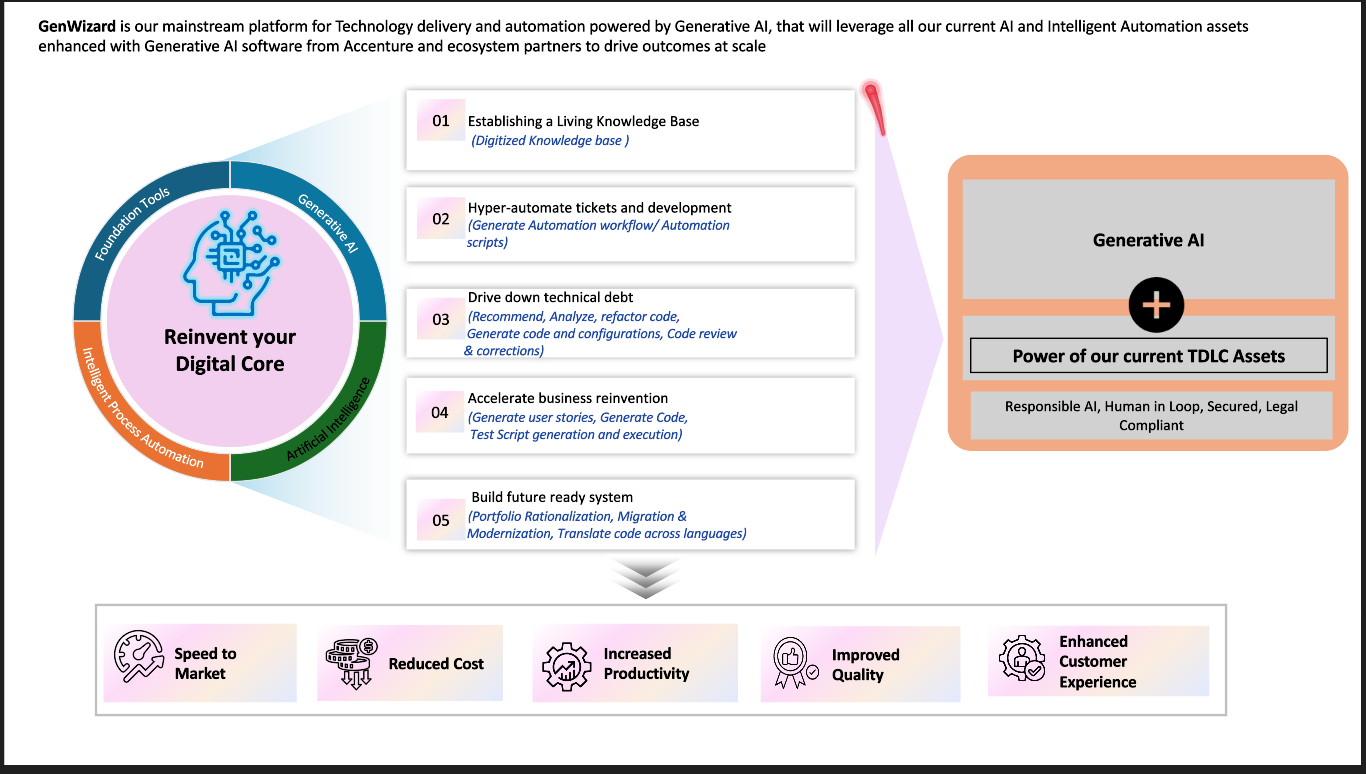 GenWizard is our mainstream platform for Technology delivery and automation powered by Generative AI, that will leverage all our current AI and Intelligent Automation assets
enhanced with Generative AI software from Accenture and ecosystem partners to drive outcomes at scale
Foundation Tools
Generative AI
Intelligent Process Automation
Artificial Intelligence
Reinvent your
Digital Core
01
Establishing a Living Knowledge Base
(Digitized Knowledge base )
02
Hyper-automate tickets and development
(Generate Automation workflow/ Automation
scripts)
03
Drive down technical debt
(Recommend, Analyze, refactor code,
Generate code and configurations, Code review
& corrections)
04
Accelerate business reinvention
(Generate user stories, Generate Code,
Test Script generation and execution)
05
Build future ready system
(Portfolio Rationalization, Migration &
Modernization, Translate code across languages)
Generative AI
+
Power of our current TDLC Assets
Responsible AI, Human in Loop, Secured, Legal
Compliant
Speed to
Market
Reduced Cost
Increased
Productivity
Improved
Quality
Enhanced
Customer
Experience